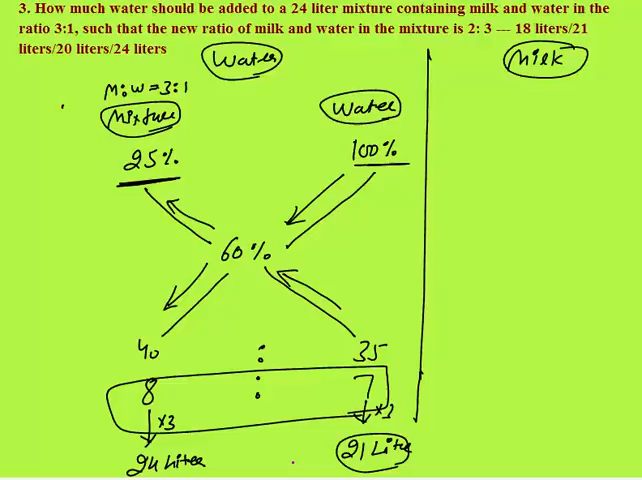 3. How much water should be added to a 24 liter mixture containing milk and water in the
ratio 3:1, such that the new ratio of milk and water in the mixture is 2: 3 --- 18 liters/21
liters/20 liters/24 liters
Water
Milk
M:W=3:1
Mixture
Water
25%
100%
60%
40 : 35
8 : 7
x3
x3
24 Liter
21 Liter